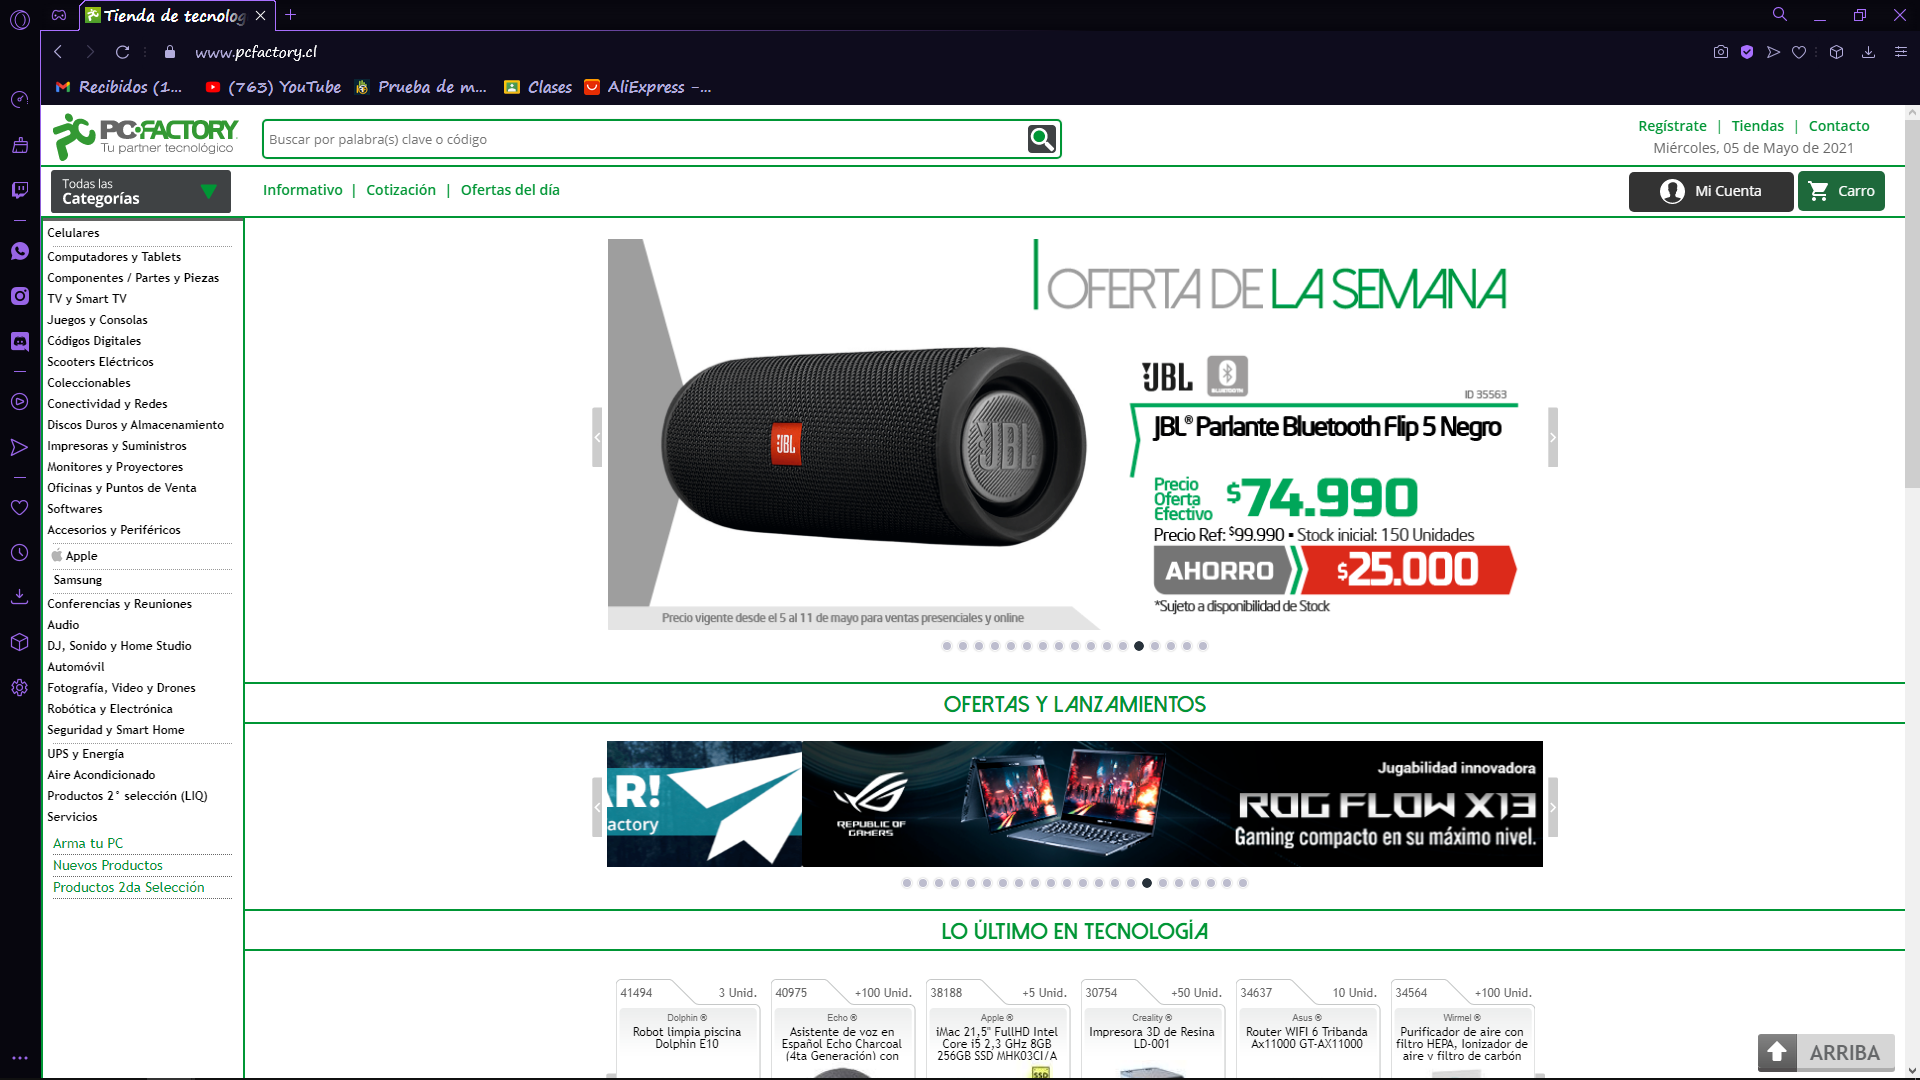 Tienda de tecnolog
www.pcfactory.cl
Recibidos (1...
(763) YouTube
Prueba de m...
Clases
AliExpress -...
PC FACTORY
Tu partner tecnológico
Buscar por palabra(s) clave o código
Regístrate | Tiendas | Contacto
Miércoles, 05 de Mayo de 2021
Todas las
Categorías
Informativo | Cotización | Ofertas del día
Mi Cuenta
Carro
Celulares
Computadores y Tablets
Componentes / Partes y Piezas
TV y Smart TV
Juegos y Consolas
Códigos Digitales
Scooters Eléctricos
Coleccionables
Conectividad y Redes
Discos Duros y Almacenamiento
Impresoras y Suministros
Monitores y Proyectores
Oficinas y Puntos de Venta
Softwares
Accesorios y Periféricos
Apple
Samsung
Conferencias y Reuniones
Audio
DJ, Sonido y Home Studio
Automóvil
Fotografía, Video y Drones
Robótica y Electrónica
Seguridad y Smart Home
UPS y Energía
Aire Acondicionado
Productos 2° selección (LIQ)
Servicios
Arma tu PC
Nuevos Productos
Productos 2da Selección
OFERTA DE LA SEMANA
JBL
BLUETOOTH
ID 35563
JBL® Parlante Bluetooth Flip 5 Negro
JBL
JBL
Precio
Oferta
Efectivo
$74.990
Precio Ref: $99.990 ▪ Stock inicial: 150 Unidades
AHORRO $25.000
*Sujeto a disponibilidad de Stock
Precio vigente desde el 5 al 11 de mayo para ventas presenciales y online
OFERTAS Y LANZAMIENTOS
AR!
actory
REPUBLIC OF
GAMERS
Jugabilidad innovadora
ROG FLOW X13
Gaming compacto en su máximo nivel.
LO ÚLTIMO EN TECNOLOGÍA
41494 3 Unid.
Dolphin ®
Robot limpia piscina
Dolphin E10
40975 +100 Unid.
Echo ®
Asistente de voz en
Español Echo Charcoal
(4ta Generación) con
38188 +5 Unid.
Apple ®
iMac 21,5" FullHD Intel
Core i5 2,3 GHz 8GB
256GB SSD MHK03CI/A
SSD
30754 +50 Unid.
Creality ®
Impresora 3D de Resina
LD-001
34637 10 Unid.
Asus ®
Router WIFI 6 Tribanda
Ax11000 GT-AX11000
34564 +100 Unid.
Wirmel ®
Purificador de aire con
filtro HEPA, Ionizador de
aire y filtro de carbón
ARRIBA